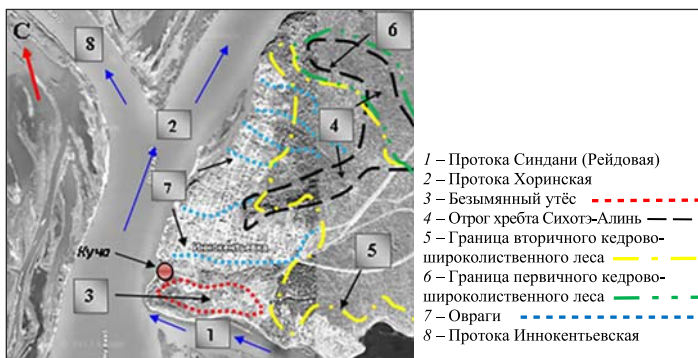 С
8
6
2
4
7
Иннокентьевка
Куча
5
3
1
1 – Протока Синдани (Рейдовая)
2 – Протока Хоринская
3 – Безымянный утёс
4 – Отрог хребта Сихотэ-Алинь
5 – Граница вторичного кедрово-
широколиственного леса
6 – Граница первичного кедрово-
широколиственного леса
7 – Овраги
8 – Протока Иннокентьевская